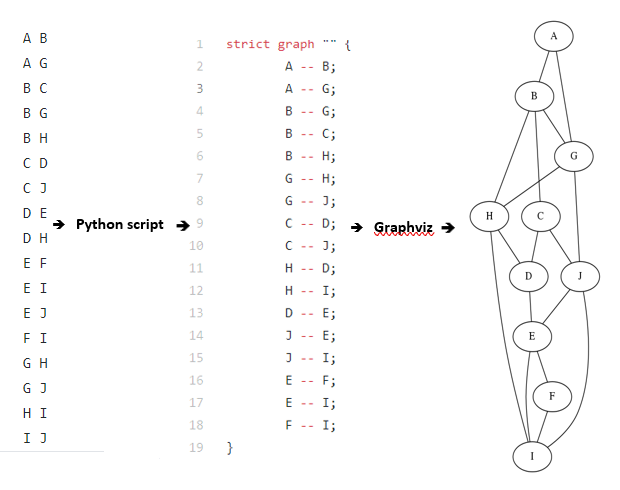 A B
A G
B C
B G
B H
C D
C J
D E
D H
E F
E I
E J
F I
G H
G J
H I
I J
Python script
1 strict graph "" {
2 A -- B;
3 A -- G;
4 B -- G;
5 B -- C;
6 B -- H;
7 G -- H;
8 G -- J;
9 C -- D;
10 C -- J;
11 H -- D;
12 H -- I;
13 D -- E;
14 J -- E;
15 J -- I;
16 E -- F;
17 E -- I;
18 F -- I;
19 }
Graphviz
A
B
G
H C
D J
E
F
I